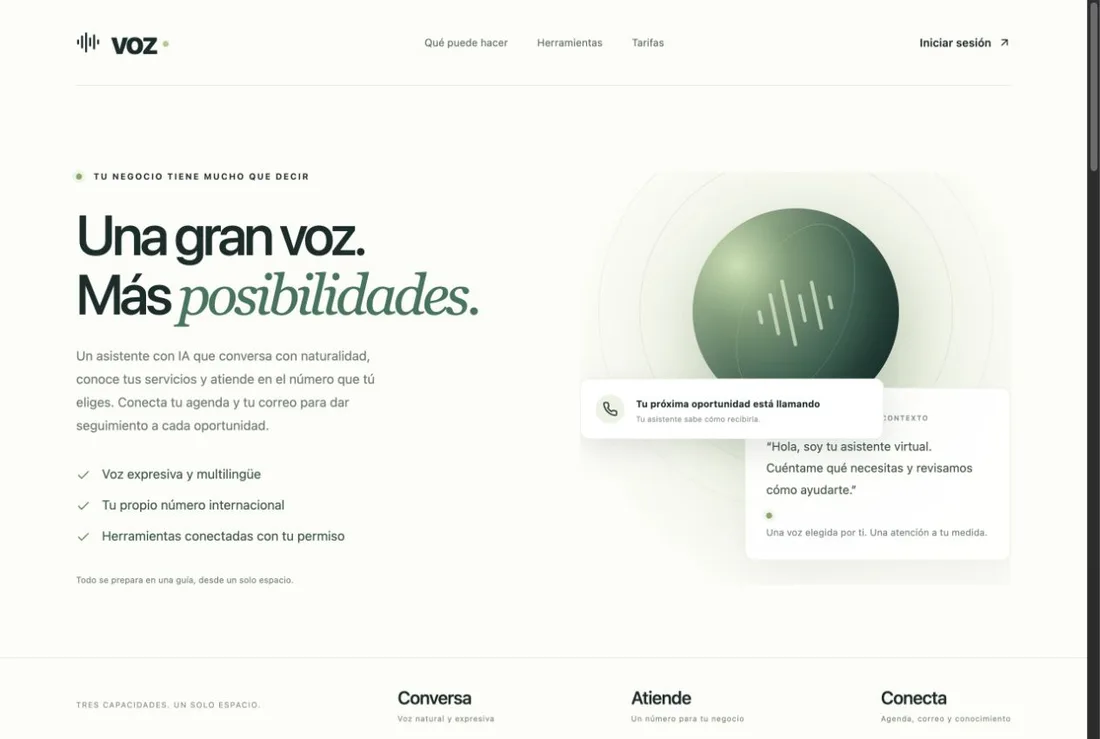 voz
Qué puede hacer
Herramientas
Tarifas
Iniciar sesión
TU NEGOCIO TIENE MUCHO QUE DECIR
Una gran voz.
Más posibilidades.
Un asistente con IA que conversa con naturalidad,
conoce tus servicios y atiende en el número que tú
eliges. Conecta tu agenda y tu correo para dar
seguimiento a cada oportunidad.
Voz expresiva y multilingüe
Tu propio número internacional
Herramientas conectadas con tu permiso
Todo se prepara en una guía, desde un solo espacio.
Tu próxima oportunidad está llamando
Tu asistente sabe cómo recibirla.
CONTEXTO
“Hola, soy tu asistente virtual.
Cuéntame qué necesitas y revisamos
cómo ayudarte.”
Una voz elegida por ti. Una atención a tu medida.
TRES CAPACIDADES. UN SOLO ESPACIO.
Conversa
Voz natural y expresiva
Atiende
Un número para tu negocio
Conecta
Agenda, correo y conocimiento